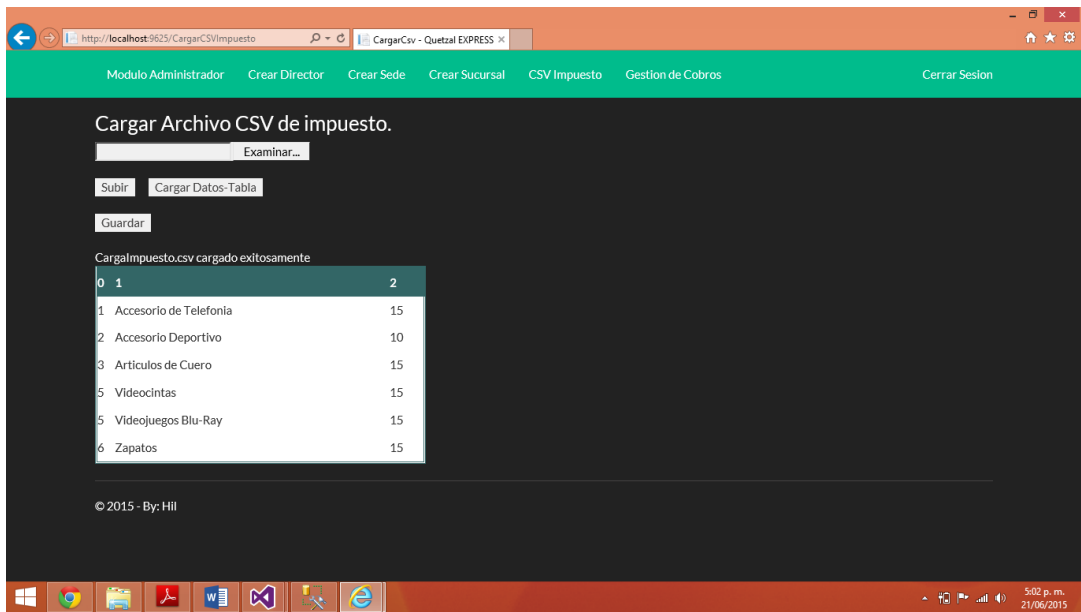 http://localhost:9625/CargarCSVImpuesto
CargarCsv - Quetzal EXPRESS
Modulo Administrador Crear Director Crear Sede Crear Sucursal CSV Impuesto Gestion de Cobros Cerrar Sesion
Cargar Archivo CSV de impuesto.
Examinar...
Subir Cargar Datos-Tabla
Guardar
CargaImpuesto.csv cargado exitosamente
0 1 2
1 Accesorio de Telefonia 15
2 Accesorio Deportivo 10
3 Articulos de Cuero 15
5 Videocintas 15
5 Videojuegos Blu-Ray 15
6 Zapatos 15
© 2015 - By: Hil
5:02 p. m.
21/06/2015